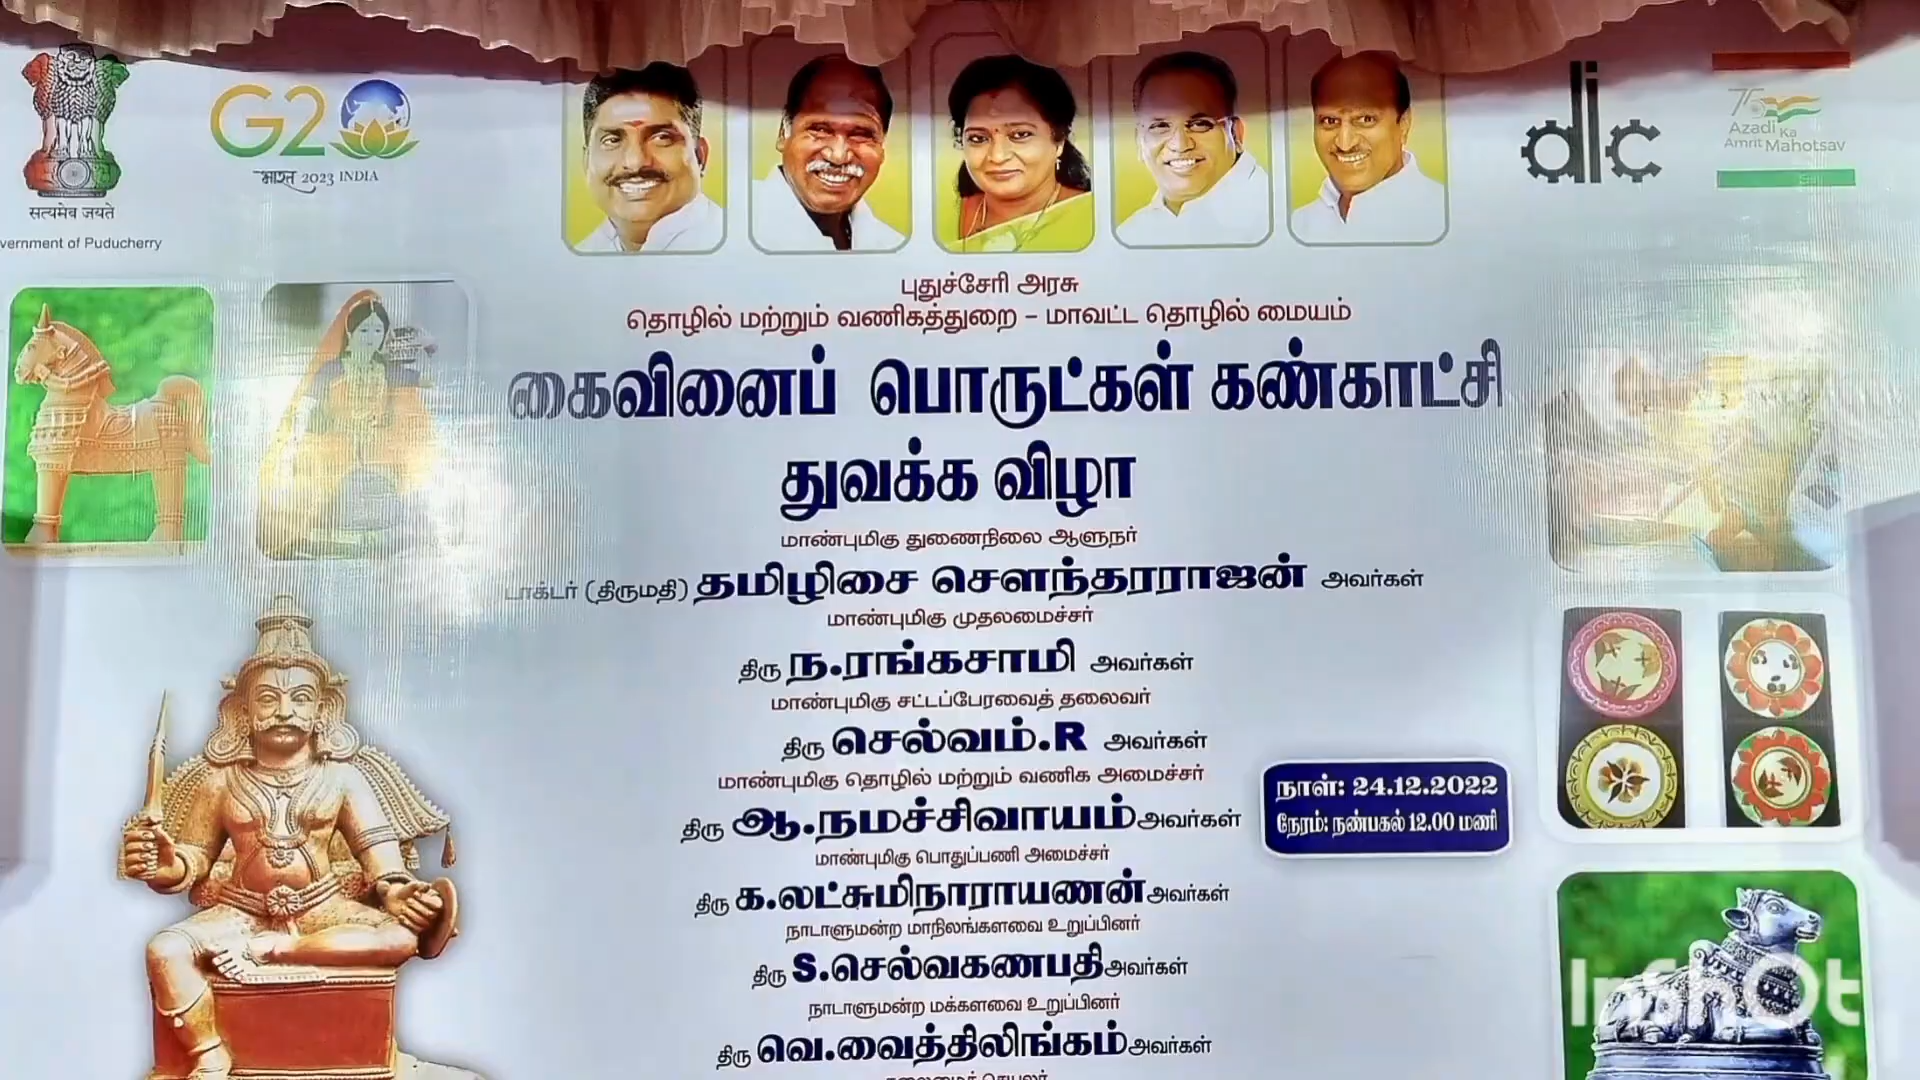 सत्यमेव जयते
vernment of Puducherry
G20
भारत 2023 INDIA
dic
75
Azadi Ka
Amrit Mahotsav
புதுச்சேரி அரசு
தொழில் மற்றும் வணிகத்துறை – மாவட்ட தொழில் மையம்
கைவினைப் பொருட்கள் கண்காட்சி
துவக்க விழா
மாண்புமிகு துணைநிலை ஆளுநர்
டாக்டர் (திருமதி) தமிழிசை சௌந்தரராஜன் அவர்கள்
மாண்புமிகு முதலமைச்சர்
திரு ந.ரங்கசாமி அவர்கள்
மாண்புமிகு சட்டப்பேரவைத் தலைவர்
திரு செல்வம்.R அவர்கள்
மாண்புமிகு தொழில் மற்றும் வணிக அமைச்சர்
திரு ஆ.நமச்சிவாயம் அவர்கள்
மாண்புமிகு பொதுப்பணி அமைச்சர்
திரு க.லட்சுமிநாராயணன் அவர்கள்
நாடாளுமன்ற மாநிலங்களவை உறுப்பினர்
திரு S.செல்வகணபதி அவர்கள்
நாடாளுமன்ற மக்களவை உறுப்பினர்
திரு வெ.வைத்திலிங்கம் அவர்கள்
நாள்: 24.12.2022
நேரம்: நண்பகல் 12.00 மணி
InShOt